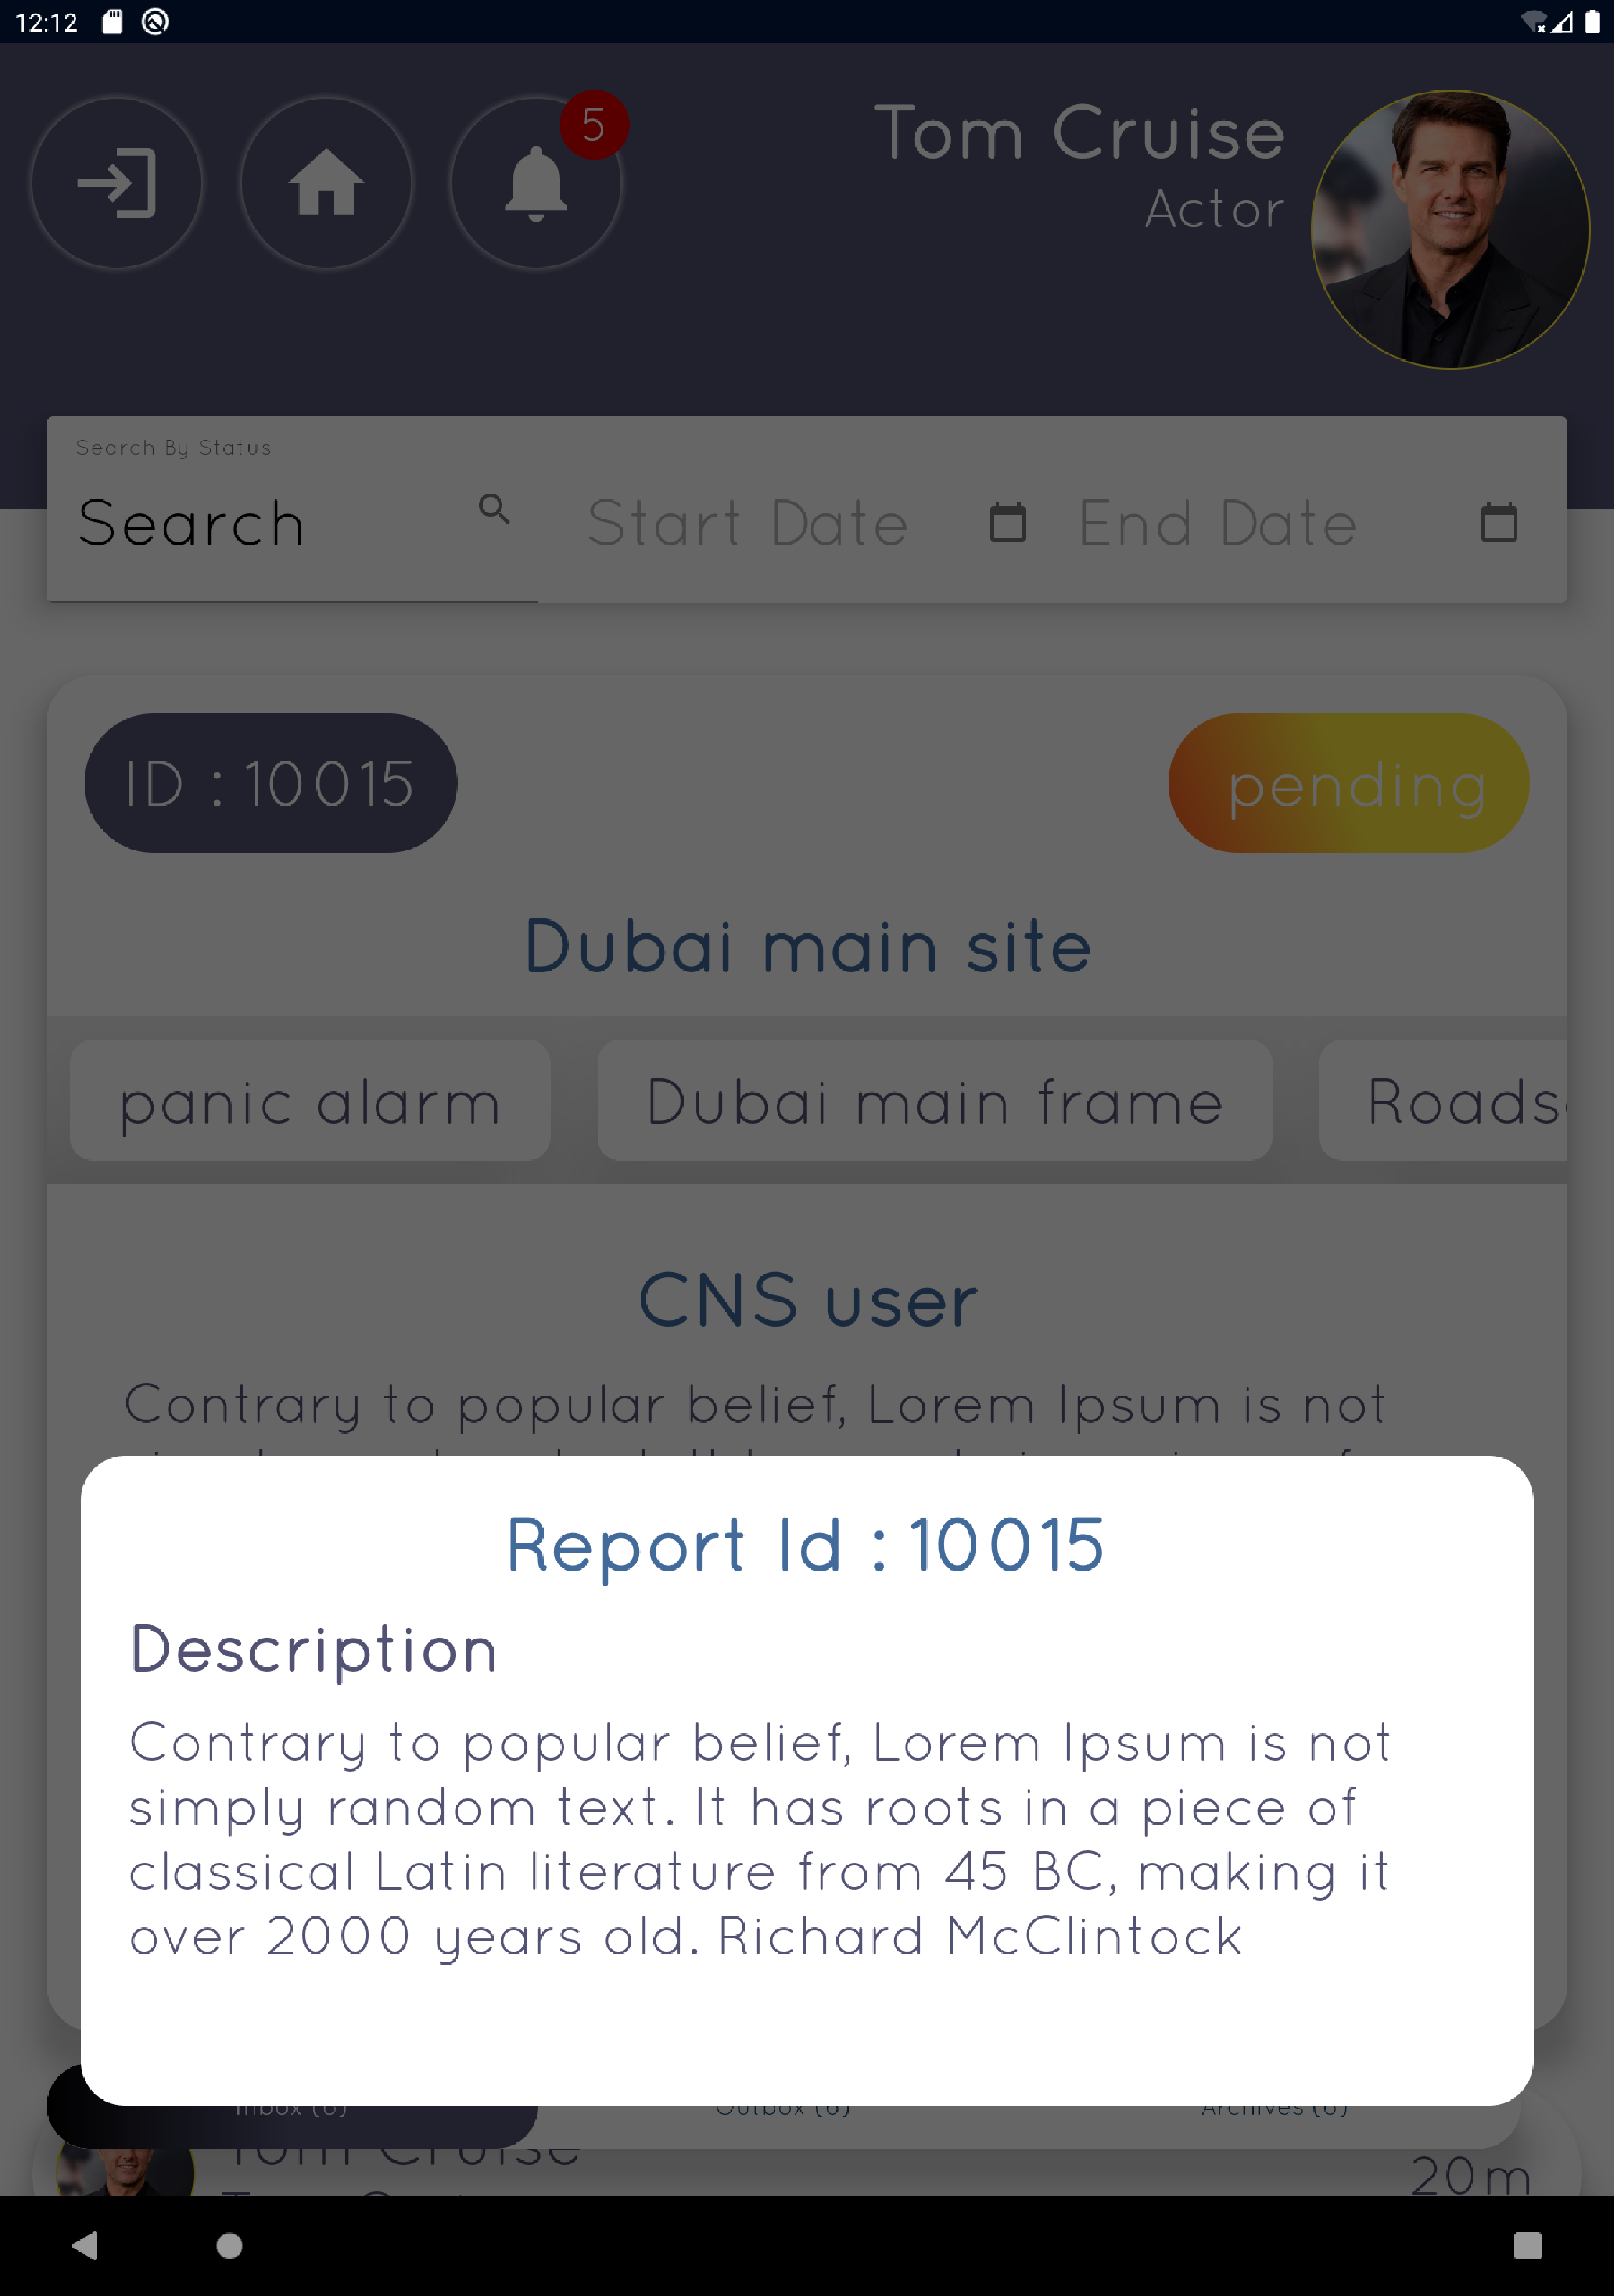 12:12
5
Tom Cruise
Actor
Search By Status
Search
Start Date
End Date
ID : 10015
pending
Dubai main site
panic alarm
Dubai main frame
CNS user
Contrary to popular belief, Lorem Ipsum is not
Report Id : 10015
Description
Contrary to popular belief, Lorem Ipsum is not
simply random text. It has roots in a piece of
classical Latin literature from 45 BC, making it
over 2000 years old. Richard McClintock
Inbox (6)
Outbox (6)
Archives (6)
Tom Cruise
20m